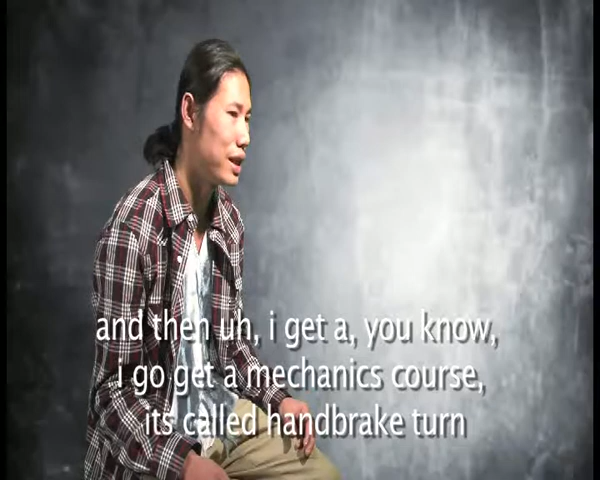 and then uh, i get a, you know,
i go get a mechanics course,
its called handbrake turn